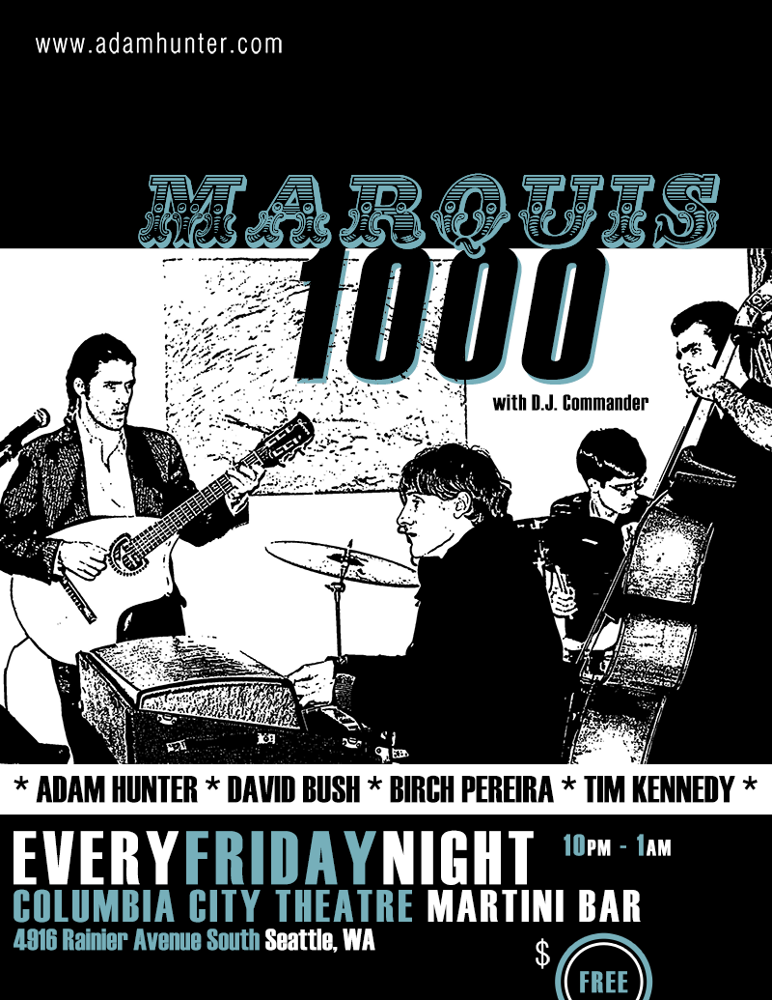 www.adamhunter.com
MARQUIS
1000
with D.J. Commander
* ADAM HUNTER * DAVID BUSH * BIRCH PEREIRA * TIM KENNEDY *
EVERYFRIDAYNIGHT 10PM - 1AM
COLUMBIA CITY THEATRE MARTINI BAR
4916 Rainier Avenue South Seattle, WA
$ FREE